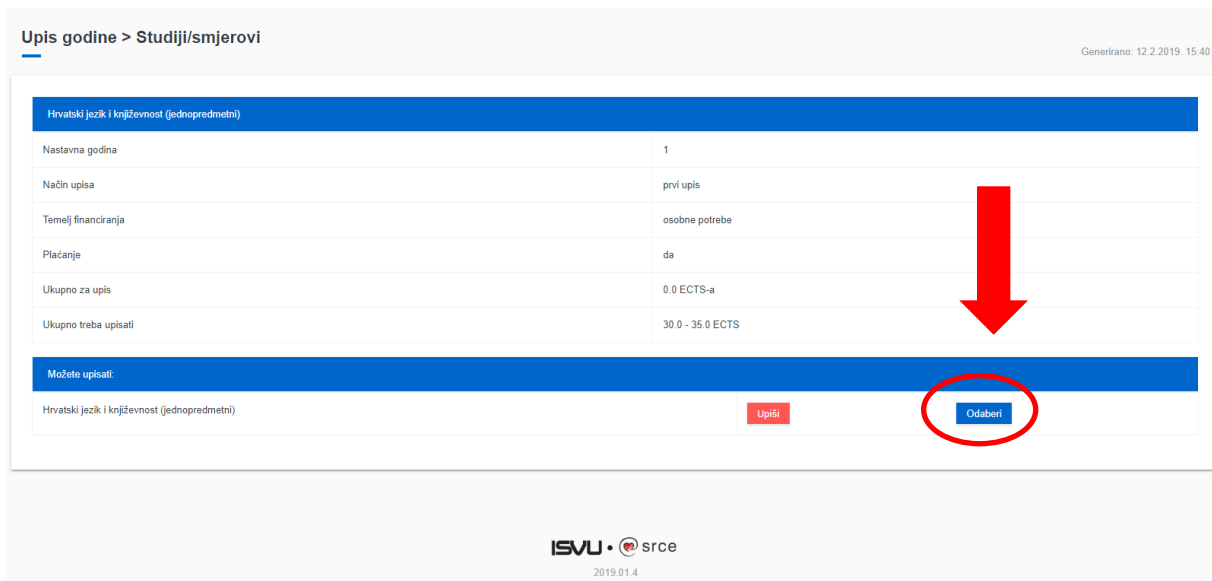 Upis godine > Studiji/smjerovi
Generirano: 12.2.2019. 15:40
Hrvatski jezik i književnost (jednopredmetni)
Nastavna godina 1
Način upisa prvi upis
Temelj financiranja osobne potrebe
Plaćanje da
Ukupno za upis 0.0 ECTS-a
Ukupno treba upisati 30.0 - 35.0 ECTS
Možete upisati:
Hrvatski jezik i književnost (jednopredmetni) Upiši Odaberi
ISVU • srce
2019.01.4